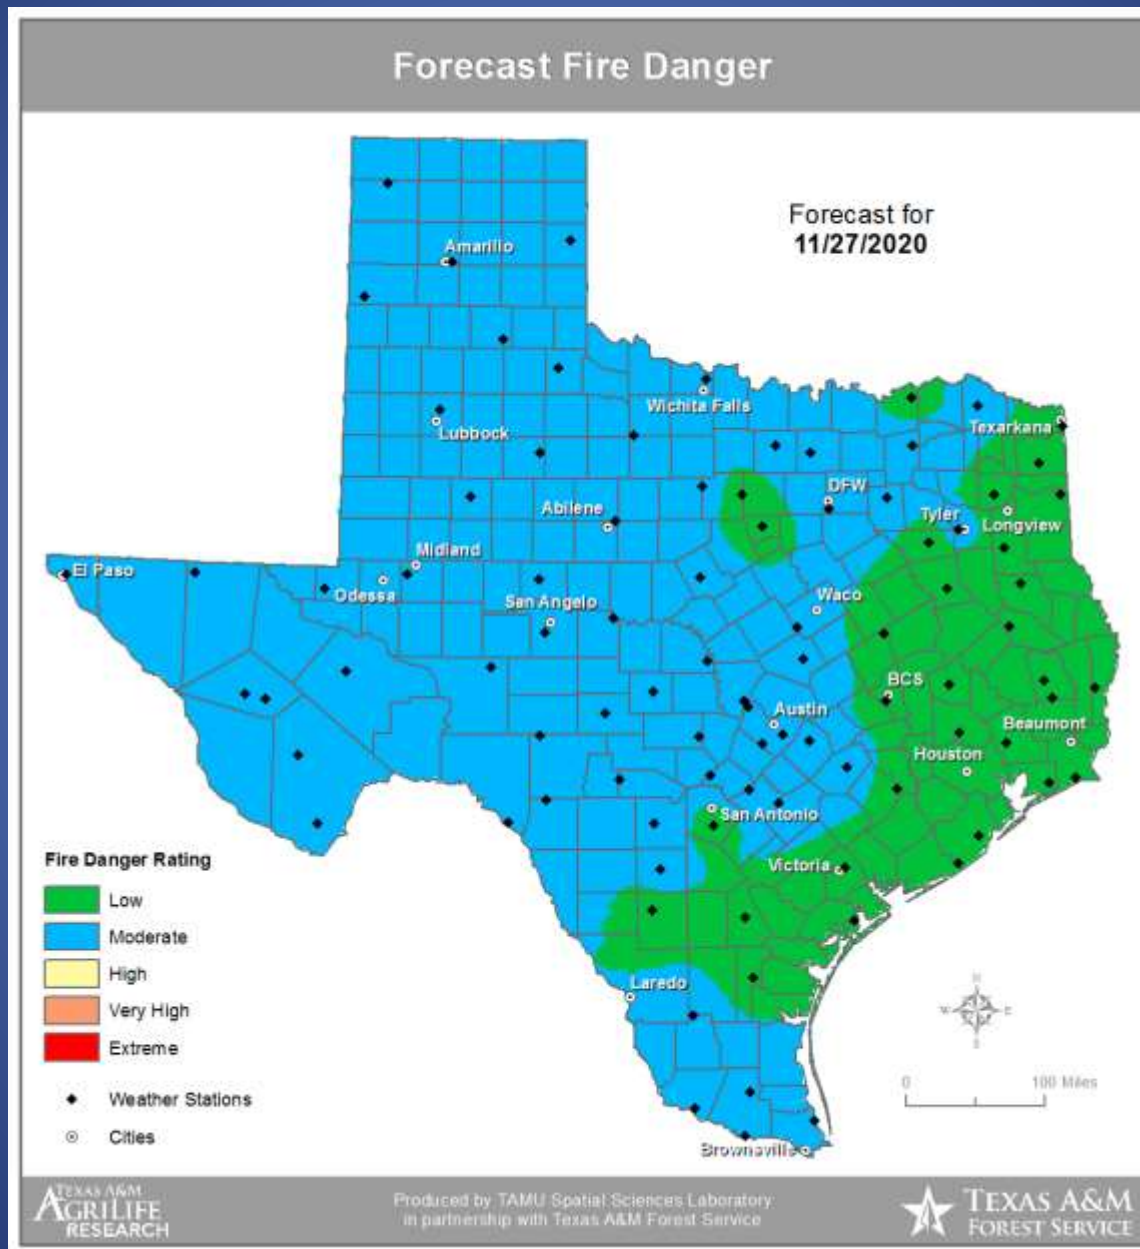 Forecast Fire Danger
Forecast for
11/27/2020
Amarillo
Wichita Falls
Lubbock
Texarkana
DFW
Abilene
Tyler
Longview
Midland
El Paso
Odessa
San Angelo
Waco
BCS
Austin
Beaumont
Houston
San Antonio
Victoria
Laredo
Brownsville
Fire Danger Rating
Low
Moderate
High
Very High
Extreme
Weather Stations
Cities
N
W E
S
0 100 Miles
TEXAS A&M
AGRILIFE
RESEARCH
Produced by TAMU Spatial Sciences Laboratory
in partnership with Texas A&M Forest Service
TEXAS A&M
FOREST SERVICE